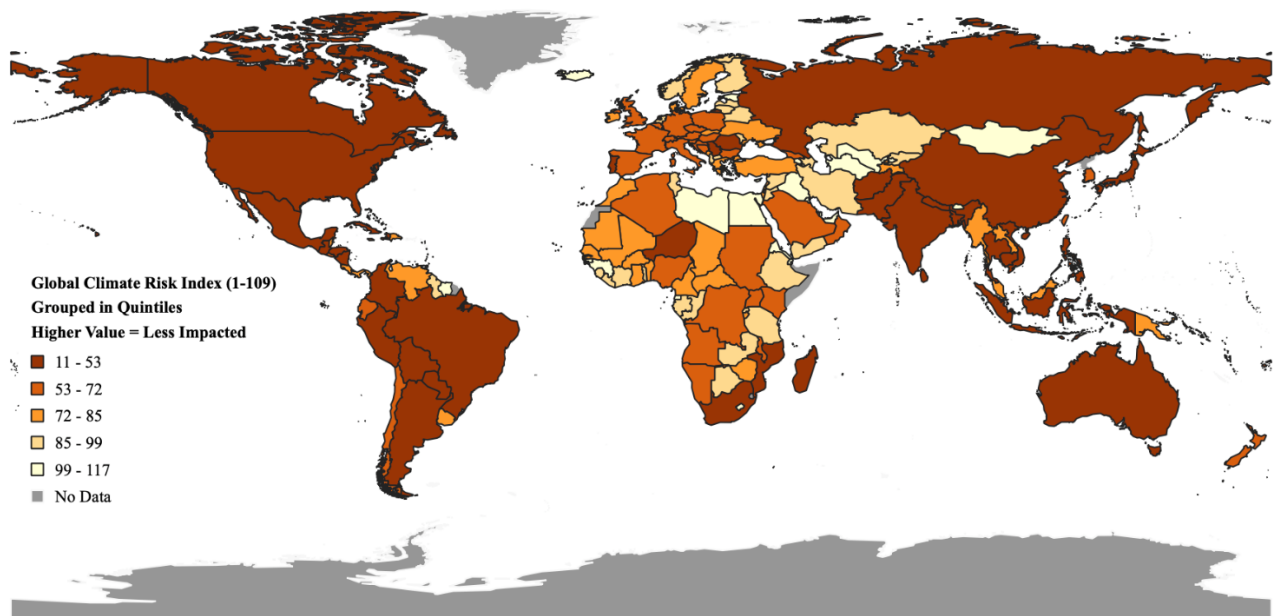 Global Climate Risk Index (1-109)
Grouped in Quintiles
Higher Value = Less Impacted
11 - 53
53 - 72
72 - 85
85 - 99
99 - 117
No Data